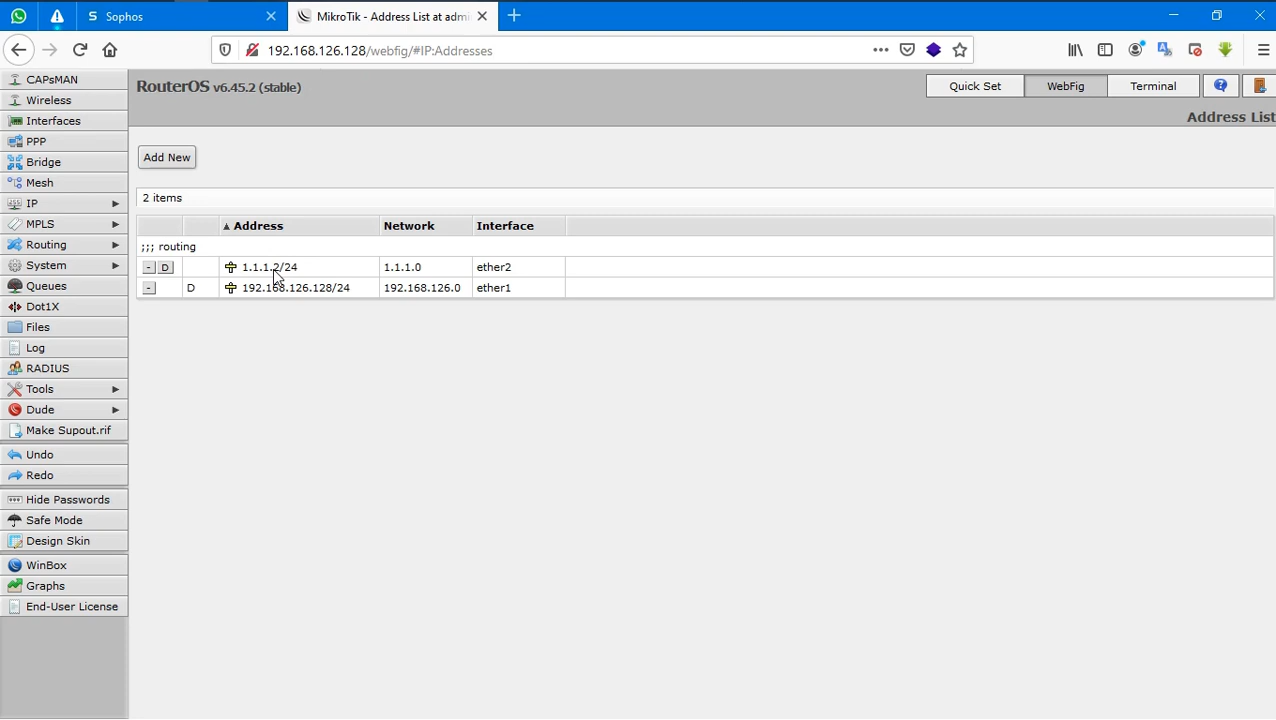 Sophos
MikroTik - Address List at admi
192.168.126.128/webfig/#IP:Addresses
CAPsMAN
Wireless
Interfaces
PPP
Bridge
Mesh
IP
MPLS
Routing
System
Queues
Dot1X
Files
Log
RADIUS
Tools
Dude
Make Supout.rif
Undo
Redo
Hide Passwords
Safe Mode
Design Skin
WinBox
Graphs
End-User License
RouterOS v6.45.2 (stable)
Quick Set WebFig Terminal
Address List
Add New
2 items
Address Network Interface
;;; routing
- D 1.1.1.2/24 1.1.1.0 ether2
- D 192.168.126.128/24 192.168.126.0 ether1